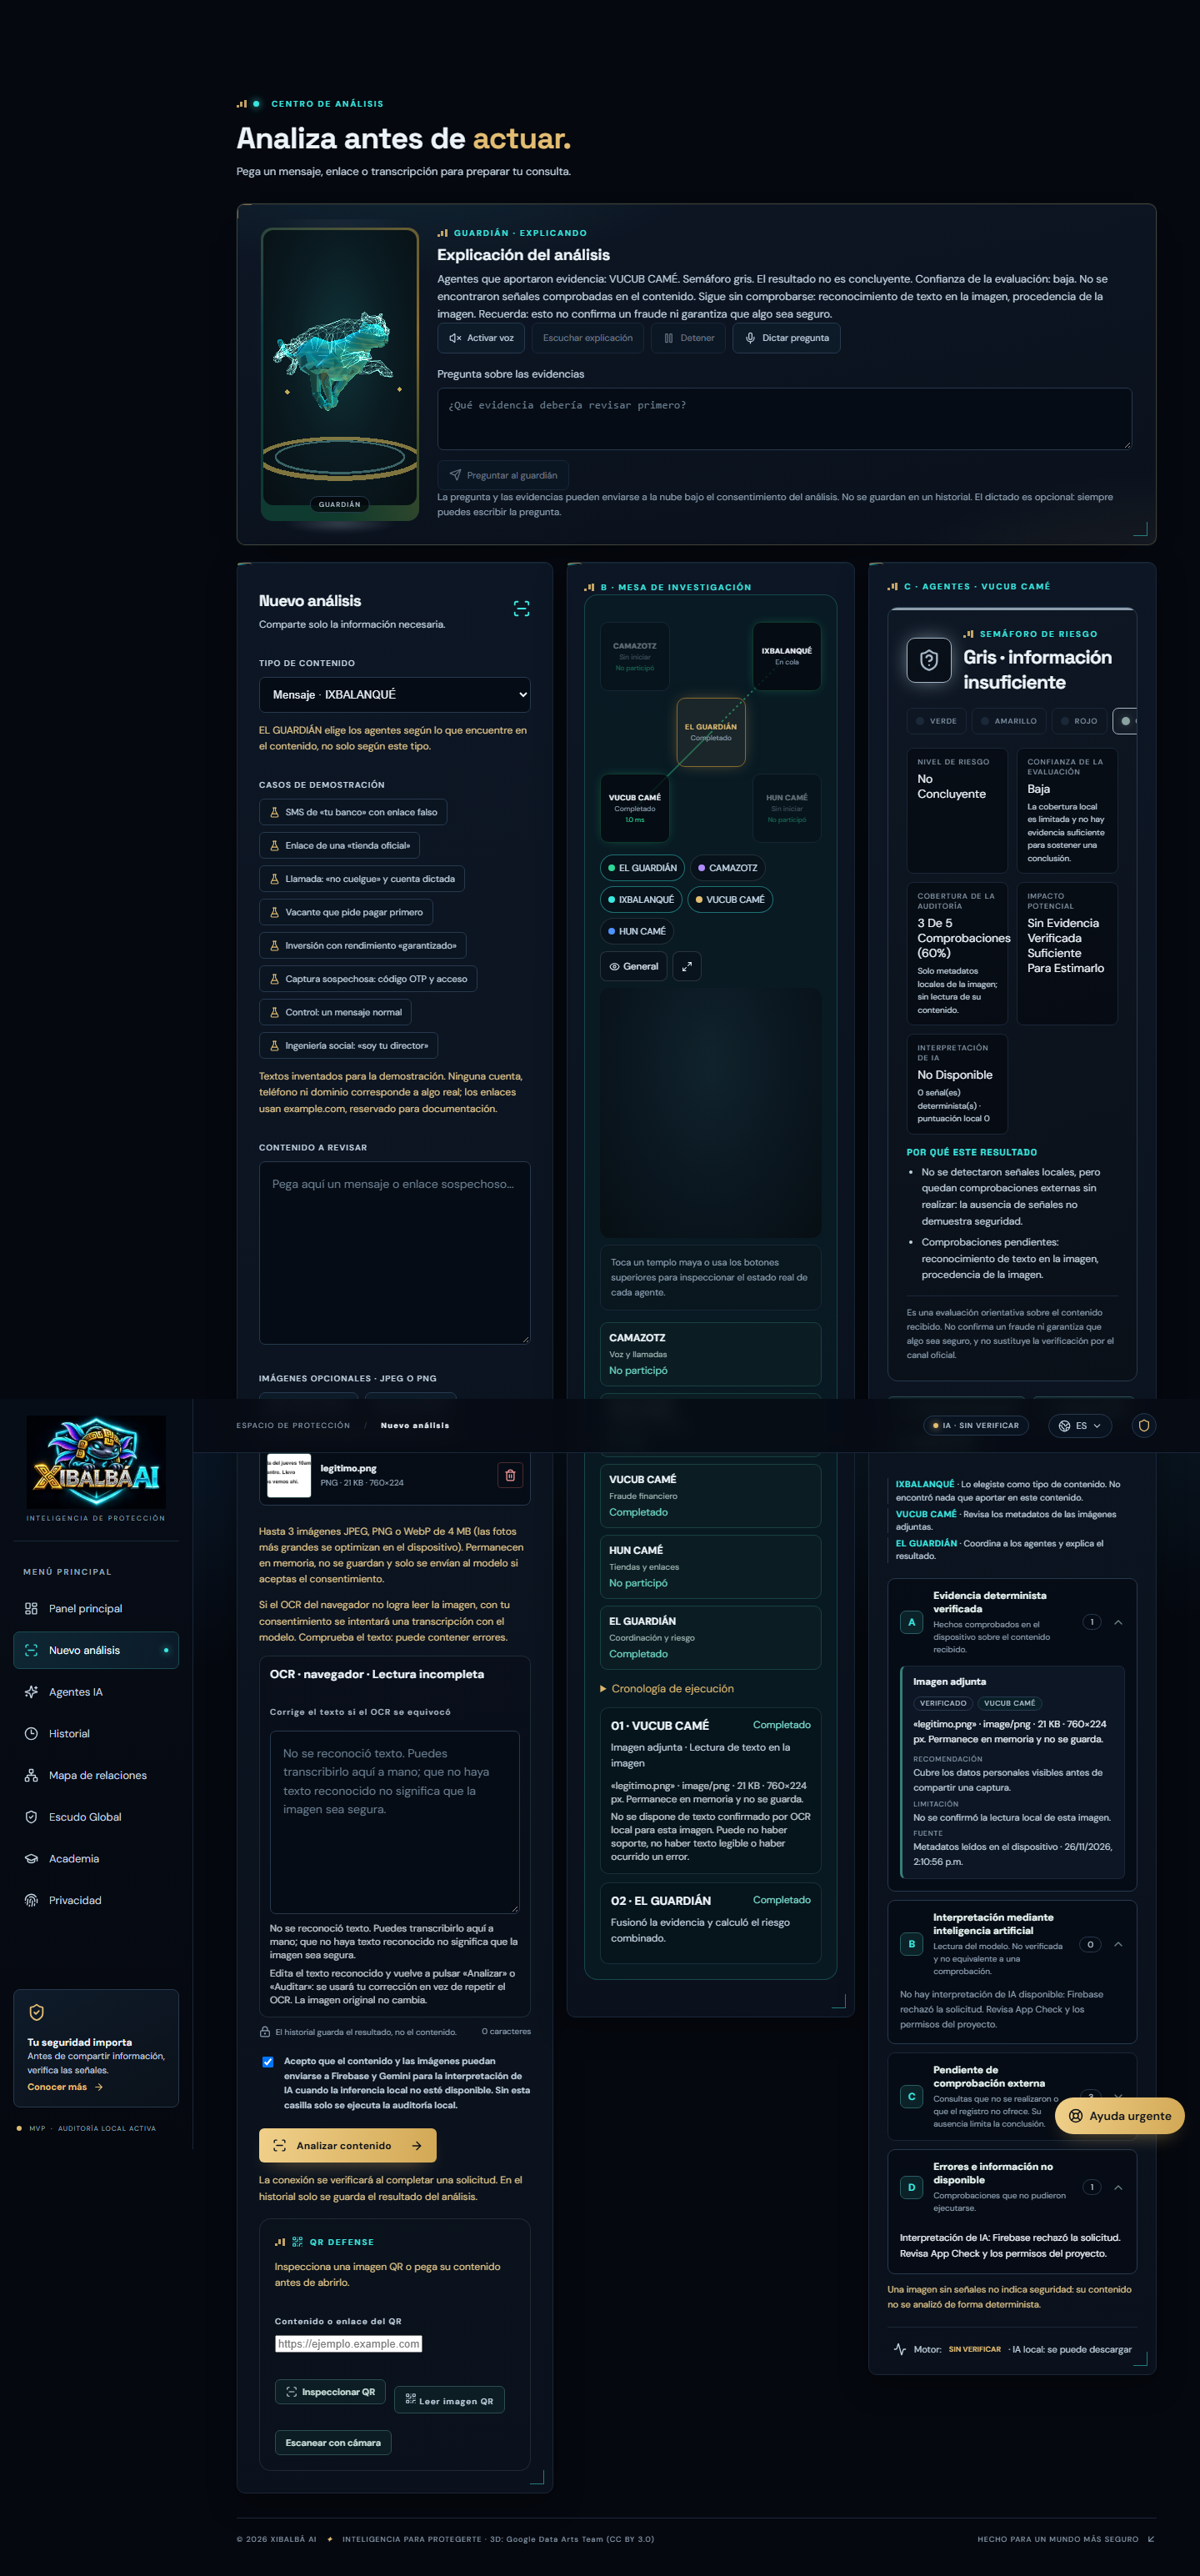 CENTRO DE ANÁLISIS
Analiza antes de actuar.
Pega un mensaje, enlace o transcripción para preparar tu consulta.
GUARDIÁN
GUARDIÁN · EXPLICANDO
Explicación del análisis
Agentes que aportaron evidencia: VUCUB CAMÉ. Semáforo gris. El resultado no es concluyente. Confianza de la evaluación: baja. No se
encontraron señales comprobadas en el contenido. Sigue sin comprobarse: reconocimiento de texto en la imagen, procedencia de la
imagen. Recuerda: esto no confirma un fraude ni garantiza que algo sea seguro.
Activar voz
Escuchar explicación
Detener
Dictar pregunta
Pregunta sobre las evidencias
¿Qué evidencia debería revisar primero?
Preguntar al guardián
La pregunta y las evidencias pueden enviarse a la nube bajo el consentimiento del análisis. No se guardan en un historial. El dictado es opcional: siempre
puedes escribir la pregunta.
Nuevo análisis
Comparte solo la información necesaria.
TIPO DE CONTENIDO
Mensaje · IXBALANQUÉ
EL GUARDIÁN elige los agentes según lo que encuentre en
el contenido, no solo según este tipo.
CASOS DE DEMOSTRACIÓN
SMS de «tu banco» con enlace falso
Enlace de una «tienda oficial»
Llamada: «no cuelgue» y cuenta dictada
Vacante que pide pagar primero
Inversión con rendimiento «garantizado»
Captura sospechosa: código OTP y acceso
Control: un mensaje normal
Ingeniería social: «soy tu director»
Textos inventados para la demostración. Ninguna cuenta,
teléfono ni dominio corresponde a algo real; los enlaces
usan example.com, reservado para documentación.
CONTENIDO A REVISAR
Pega aquí un mensaje o enlace sospechoso...
IMÁGENES OPCIONALES · JPEG O PNG
legitimo.png
PNG · 21 KB · 760×224
Hasta 3 imágenes JPEG, PNG o WebP de 4 MB (las fotos
más grandes se optimizan en el dispositivo). Permanecen
en memoria, no se guardan y solo se envían al modelo si
aceptas el consentimiento.
Si el OCR del navegador no logra leer la imagen, con tu
consentimiento se intentará una transcripción con el
modelo. Comprueba el texto: puede contener errores.
OCR · navegador · Lectura incompleta
Corrige el texto si el OCR se equivocó
No se reconoció texto. Puedes
transcribirlo aquí a mano; que no haya
texto reconocido no significa que la
imagen sea segura.
No se reconoció texto. Puedes transcribirlo aquí a
mano; que no haya texto reconocido no significa que la
imagen sea segura.
Edita el texto reconocido y vuelve a pulsar «Analizar» o
«Auditar»: se usará tu corrección en vez de repetir el
OCR. La imagen original no cambia.
El historial guarda el resultado, no el contenido.
0 caracteres
Acepto que el contenido y las imágenes puedan
enviarse a Firebase y Gemini para la interpretación de
IA cuando la inferencia local no esté disponible. Sin esta
casilla solo se ejecuta la auditoría local.
Analizar contenido
La conexión se verificará al completar una solicitud. En el
historial solo se guarda el resultado del análisis.
QR DEFENSE
Inspecciona una imagen QR o pega su contenido
antes de abrirlo.
Contenido o enlace del QR
https://ejemplo.example.com
Inspeccionar QR
Leer imagen QR
Escanear con cámara
B · MESA DE INVESTIGACIÓN
CAMAZOTZ
Sin iniciar
No participó
IXBALANQUÉ
En cola
EL GUARDIÁN
Completado
VUCUB CAMÉ
Completado
1.0 ms
HUN CAMÉ
Sin iniciar
No participó
EL GUARDIÁN
CAMAZOTZ
IXBALANQUÉ
VUCUB CAMÉ
HUN CAMÉ
General
Toca un templo maya o usa los botones
superiores para inspeccionar el estado real de
cada agente.
CAMAZOTZ
Voz y llamadas
No participó
VUCUB CAMÉ
Fraude financiero
Completado
HUN CAMÉ
Tiendas y enlaces
No participó
EL GUARDIÁN
Coordinación y riesgo
Completado
Cronología de ejecución
01 · VUCUB CAMÉ
Completado
Imagen adjunta · Lectura de texto en la
imagen
«legitimo.png» · image/png · 21 KB · 760×224
px. Permanece en memoria y no se guarda.
No se dispone de texto confirmado por OCR
local para esta imagen. Puede no haber
soporte, no haber texto legible o haber
ocurrido un error.
02 · EL GUARDIÁN
Completado
Fusionó la evidencia y calculó el riesgo
combinado.
C · AGENTES · VUCUB CAMÉ
SEMÁFORO DE RIESGO
Gris · información
insuficiente
VERDE
AMARILLO
ROJO
NIVEL DE RIESGO
No
Concluyente
CONFIANZA DE LA
EVALUACIÓN
Baja
La cobertura local
es limitada y no hay
evidencia suficiente
para sostener una
conclusión.
COBERTURA DE LA
AUDITORÍA
3 De 5
Comprobaciones
(60%)
Solo metadatos
locales de la imagen;
sin lectura de su
contenido.
IMPACTO
POTENCIAL
Sin Evidencia
Verificada
Suficiente
Para Estimarlo
INTERPRETACIÓN
DE IA
No Disponible
0 señal(es)
determinista(s) ·
puntuación local 0
POR QUÉ ESTE RESULTADO
No se detectaron señales locales, pero
quedan comprobaciones externas sin
realizar: la ausencia de señales no
demuestra seguridad.
Comprobaciones pendientes:
reconocimiento de texto en la imagen,
procedencia de la imagen.
Es una evaluación orientativa sobre el contenido
recibido. No confirma un fraude ni garantiza que
algo sea seguro, y no sustituye la verificación por el
canal oficial.
IXBALANQUÉ · Lo elegiste como tipo de contenido. No
encontró nada que aportar en este contenido.
VUCUB CAMÉ · Revisa los metadatos de las imágenes
adjuntas.
EL GUARDIÁN · Coordina a los agentes y explica el
resultado.
A
Evidencia determinista
verificada
Hechos comprobados en el
dispositivo sobre el contenido
recibido.
1
Imagen adjunta
VERIFICADO
VUCUB CAMÉ
«legitimo.png» · image/png · 21 KB · 760×224
px. Permanece en memoria y no se guarda.
RECOMENDACIÓN
Cubre los datos personales visibles antes de
compartir una captura.
LIMITACIÓN
No se confirmó la lectura local de esta imagen.
FUENTE
Metadatos leídos en el dispositivo · 26/11/2026,
2:10:56 p.m.
B
Interpretación mediante
inteligencia artificial
Lectura del modelo. No verificada
y no equivalente a una
comprobación.
0
No hay interpretación de IA disponible: Firebase
rechazó la solicitud. Revisa App Check y los
permisos del proyecto.
C
Pendiente de
comprobación externa
Consultas que no se realizaron o
que el registro no ofrece. Su
ausencia limita la conclusión.
Ayuda urgente
D
Errores e información no
disponible
Comprobaciones que no pudieron
ejecutarse.
1
Interpretación de IA: Firebase rechazó la solicitud.
Revisa App Check y los permisos del proyecto.
Una imagen sin señales no indica seguridad: su contenido
no se analizó de forma determinista.
Motor: SIN VERIFICAR · IA local: se puede descargar
XIBALBÁ AI
INTELIGENCIA DE PROTECCIÓN
ESPACIO DE PROTECCIÓN / Nuevo análisis
IA · SIN VERIFICAR
ES
MENÚ PRINCIPAL
Panel principal
Nuevo análisis
Agentes IA
Historial
Mapa de relaciones
Escudo Global
Academia
Privacidad
Tu seguridad importa
Antes de compartir información,
verifica las señales.
Conocer más
MVP · AUDITORÍA LOCAL ACTIVA
© 2026 XIBALBÁ AI
INTELIGENCIA PARA PROTEGERTE · 3D: Google Data Arts Team (CC BY 3.0)
HECHO PARA UN MUNDO MÁS SEGURO